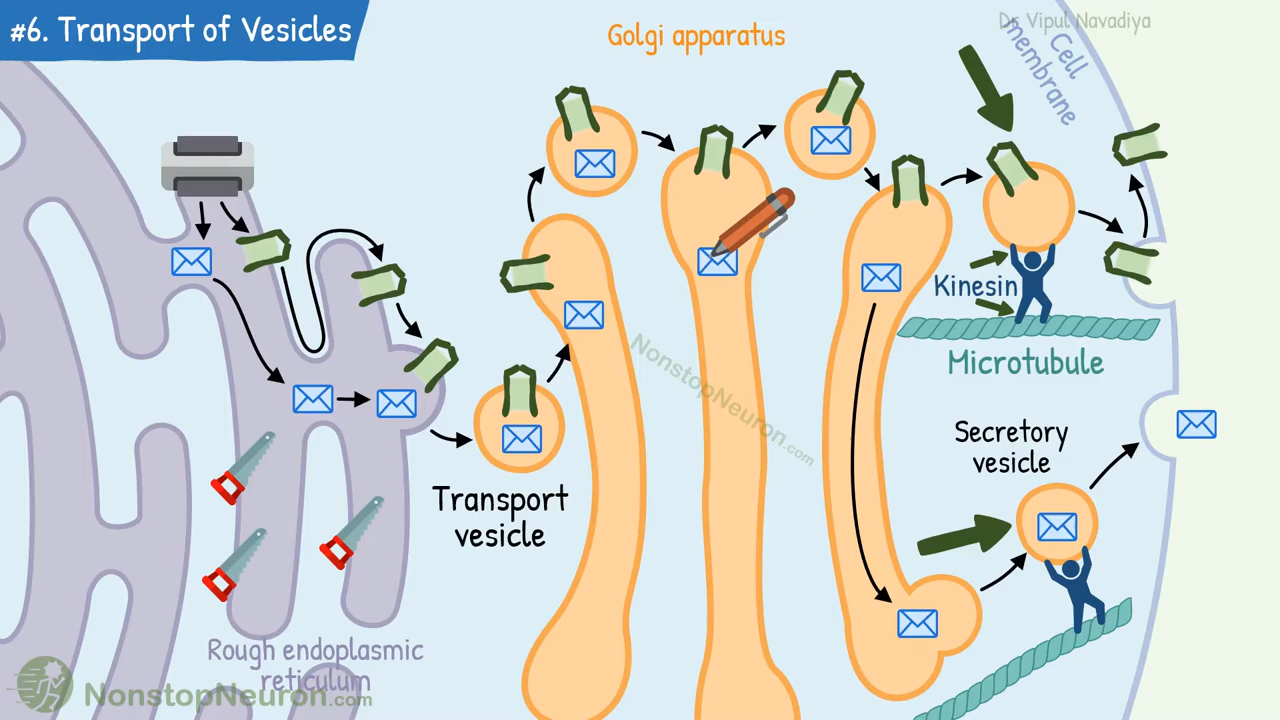 #6. Transport of Vesicles
Golgi apparatus
Dr. Vipul Navadiya
Cell
membrane
Kinesin
Microtubule
NonstopNeuron.com
Secretory
vesicle
Transport
vesicle
Rough endoplasmic
reticulum
NonstopNeuron.com